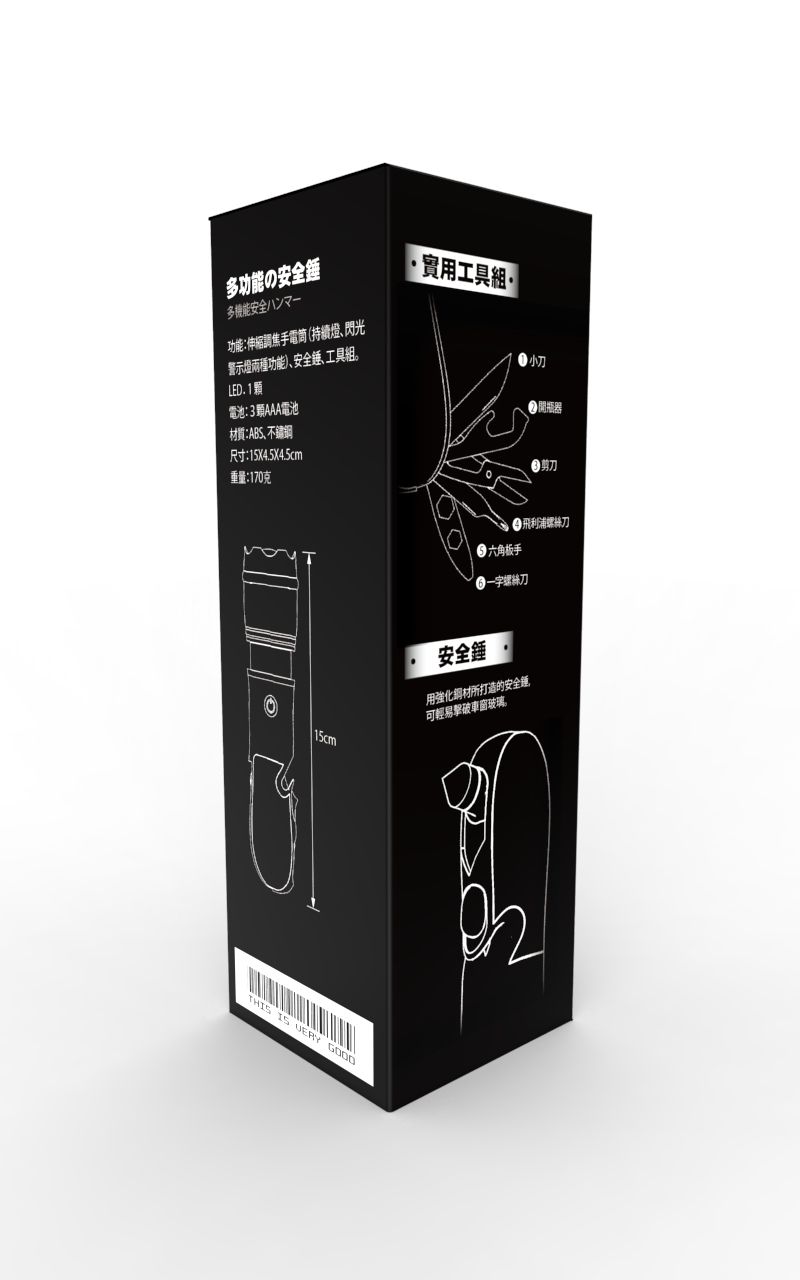 多功能の安全錘
多機能安全ハンマー
功能:伸縮調焦手電筒(持續燈、閃光
警示燈兩種功能)、安全錘、工具組。
LED. 1 顆
電池: 3 顆AAA電池
材質:ABS、不鏽鋼
尺寸:15X4.5X4.5cm
重量:170克
15cm
THIS IS VERY GOOD
實用工具組
1 小刀
2 開瓶器
3 剪刀
4 飛利浦螺絲刀
5 六角板手
6 一字螺絲刀
安全錘
用強化鋼材所打造的安全錘,
可輕易擊破車窗玻璃。